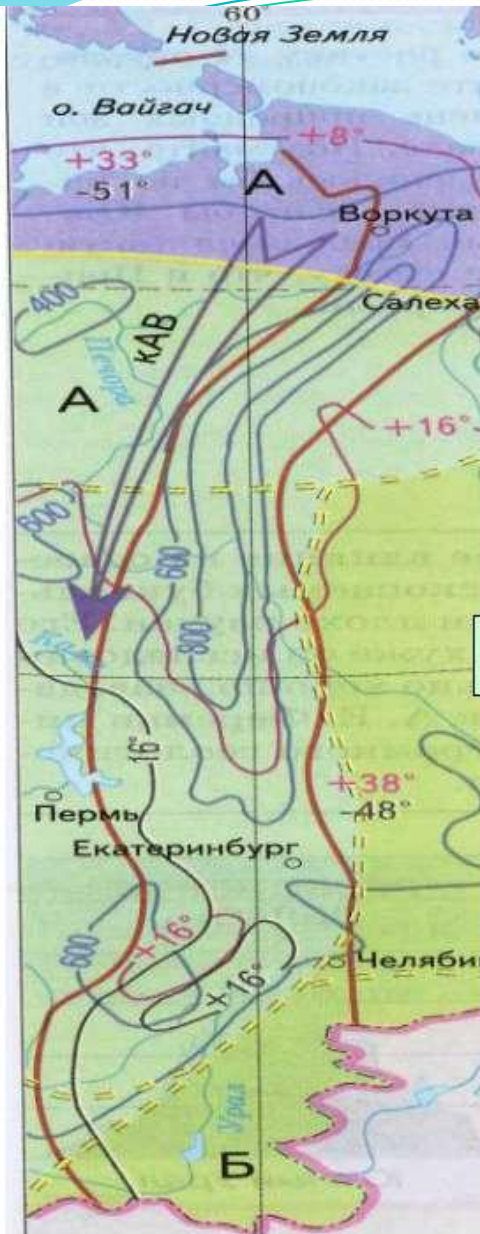 60°
Новая Земля
о. Вайгач
+8°
+33°
-51°
А
Воркута
Салеха
400
Печора
кАВ
А
+16°
600
600
800
-16°
+38°
-48°
Пермь
Екатеринбург
600
+16°
+16°
Челяби
Урал
Б